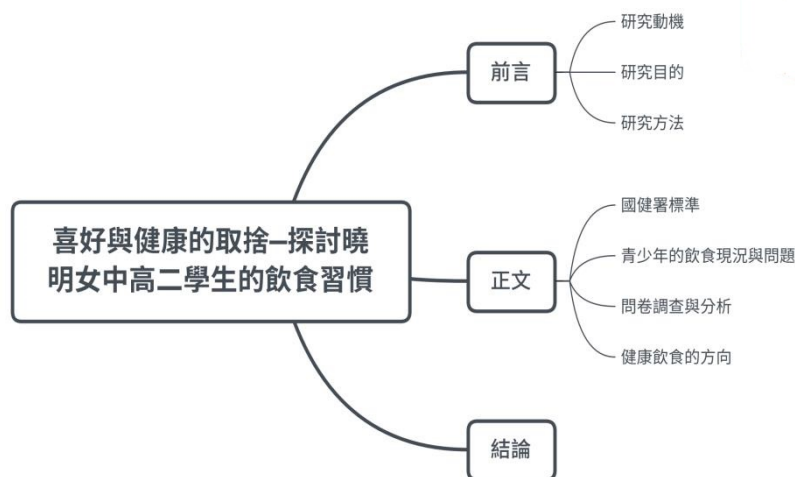 喜好與健康的取捨—探討曉
明女中高二學生的飲食習慣
前言
研究動機
研究目的
研究方法
正文
國健署標準
青少年的飲食現況與問題
問卷調查與分析
健康飲食的方向
結論